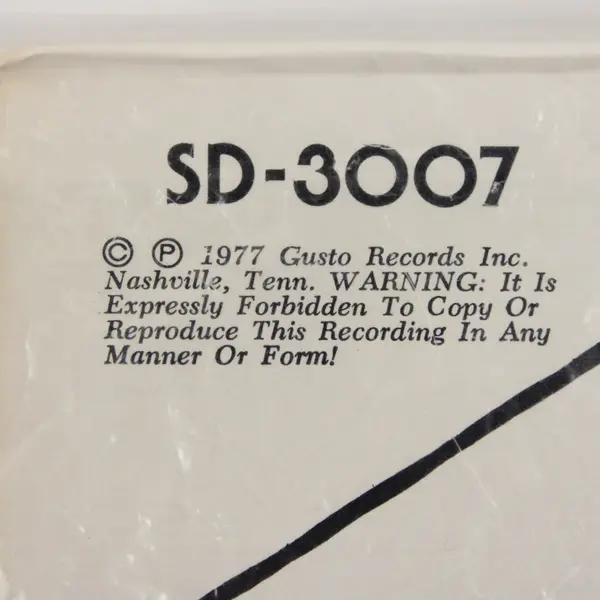 SD-3007
© ℗ 1977 Gusto Records Inc.
Nashville, Tenn. WARNING: It Is
Expressly Forbidden To Copy Or
Reproduce This Recording In Any
Manner Or Form!